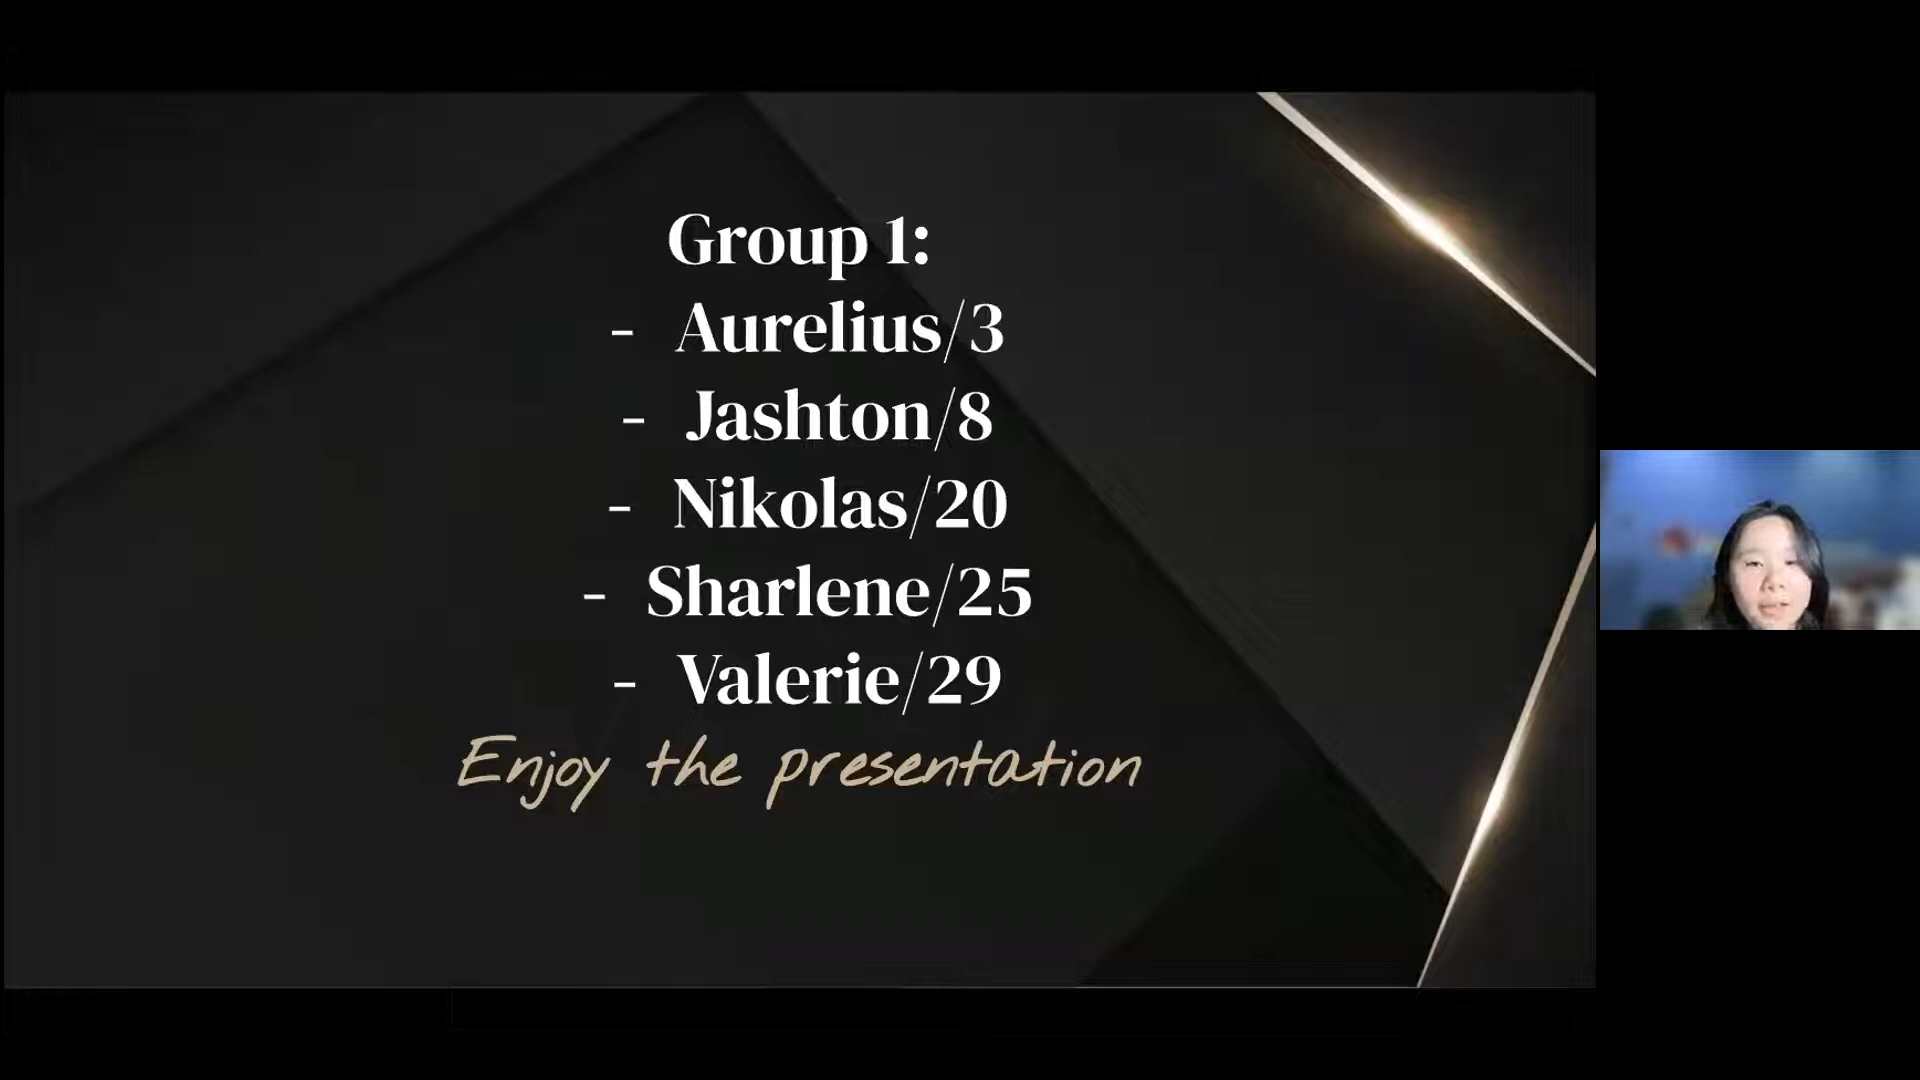 Group 1:
- Aurelius/3
- Jashton/8
- Nikolas/20
- Sharlene/25
- Valerie/29
Enjoy the presentation